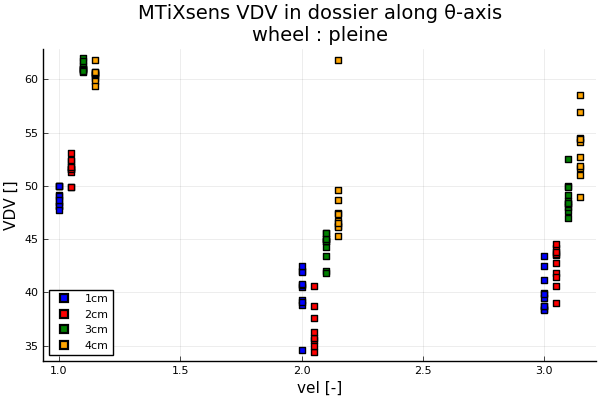 MTiXsens VDV in dossier along θ-axis
wheel : pleine
VDV []
60
55
50
45
40
35
1cm
2cm
3cm
4cm
1.0
1.5
2.0
2.5
3.0
vel [-]